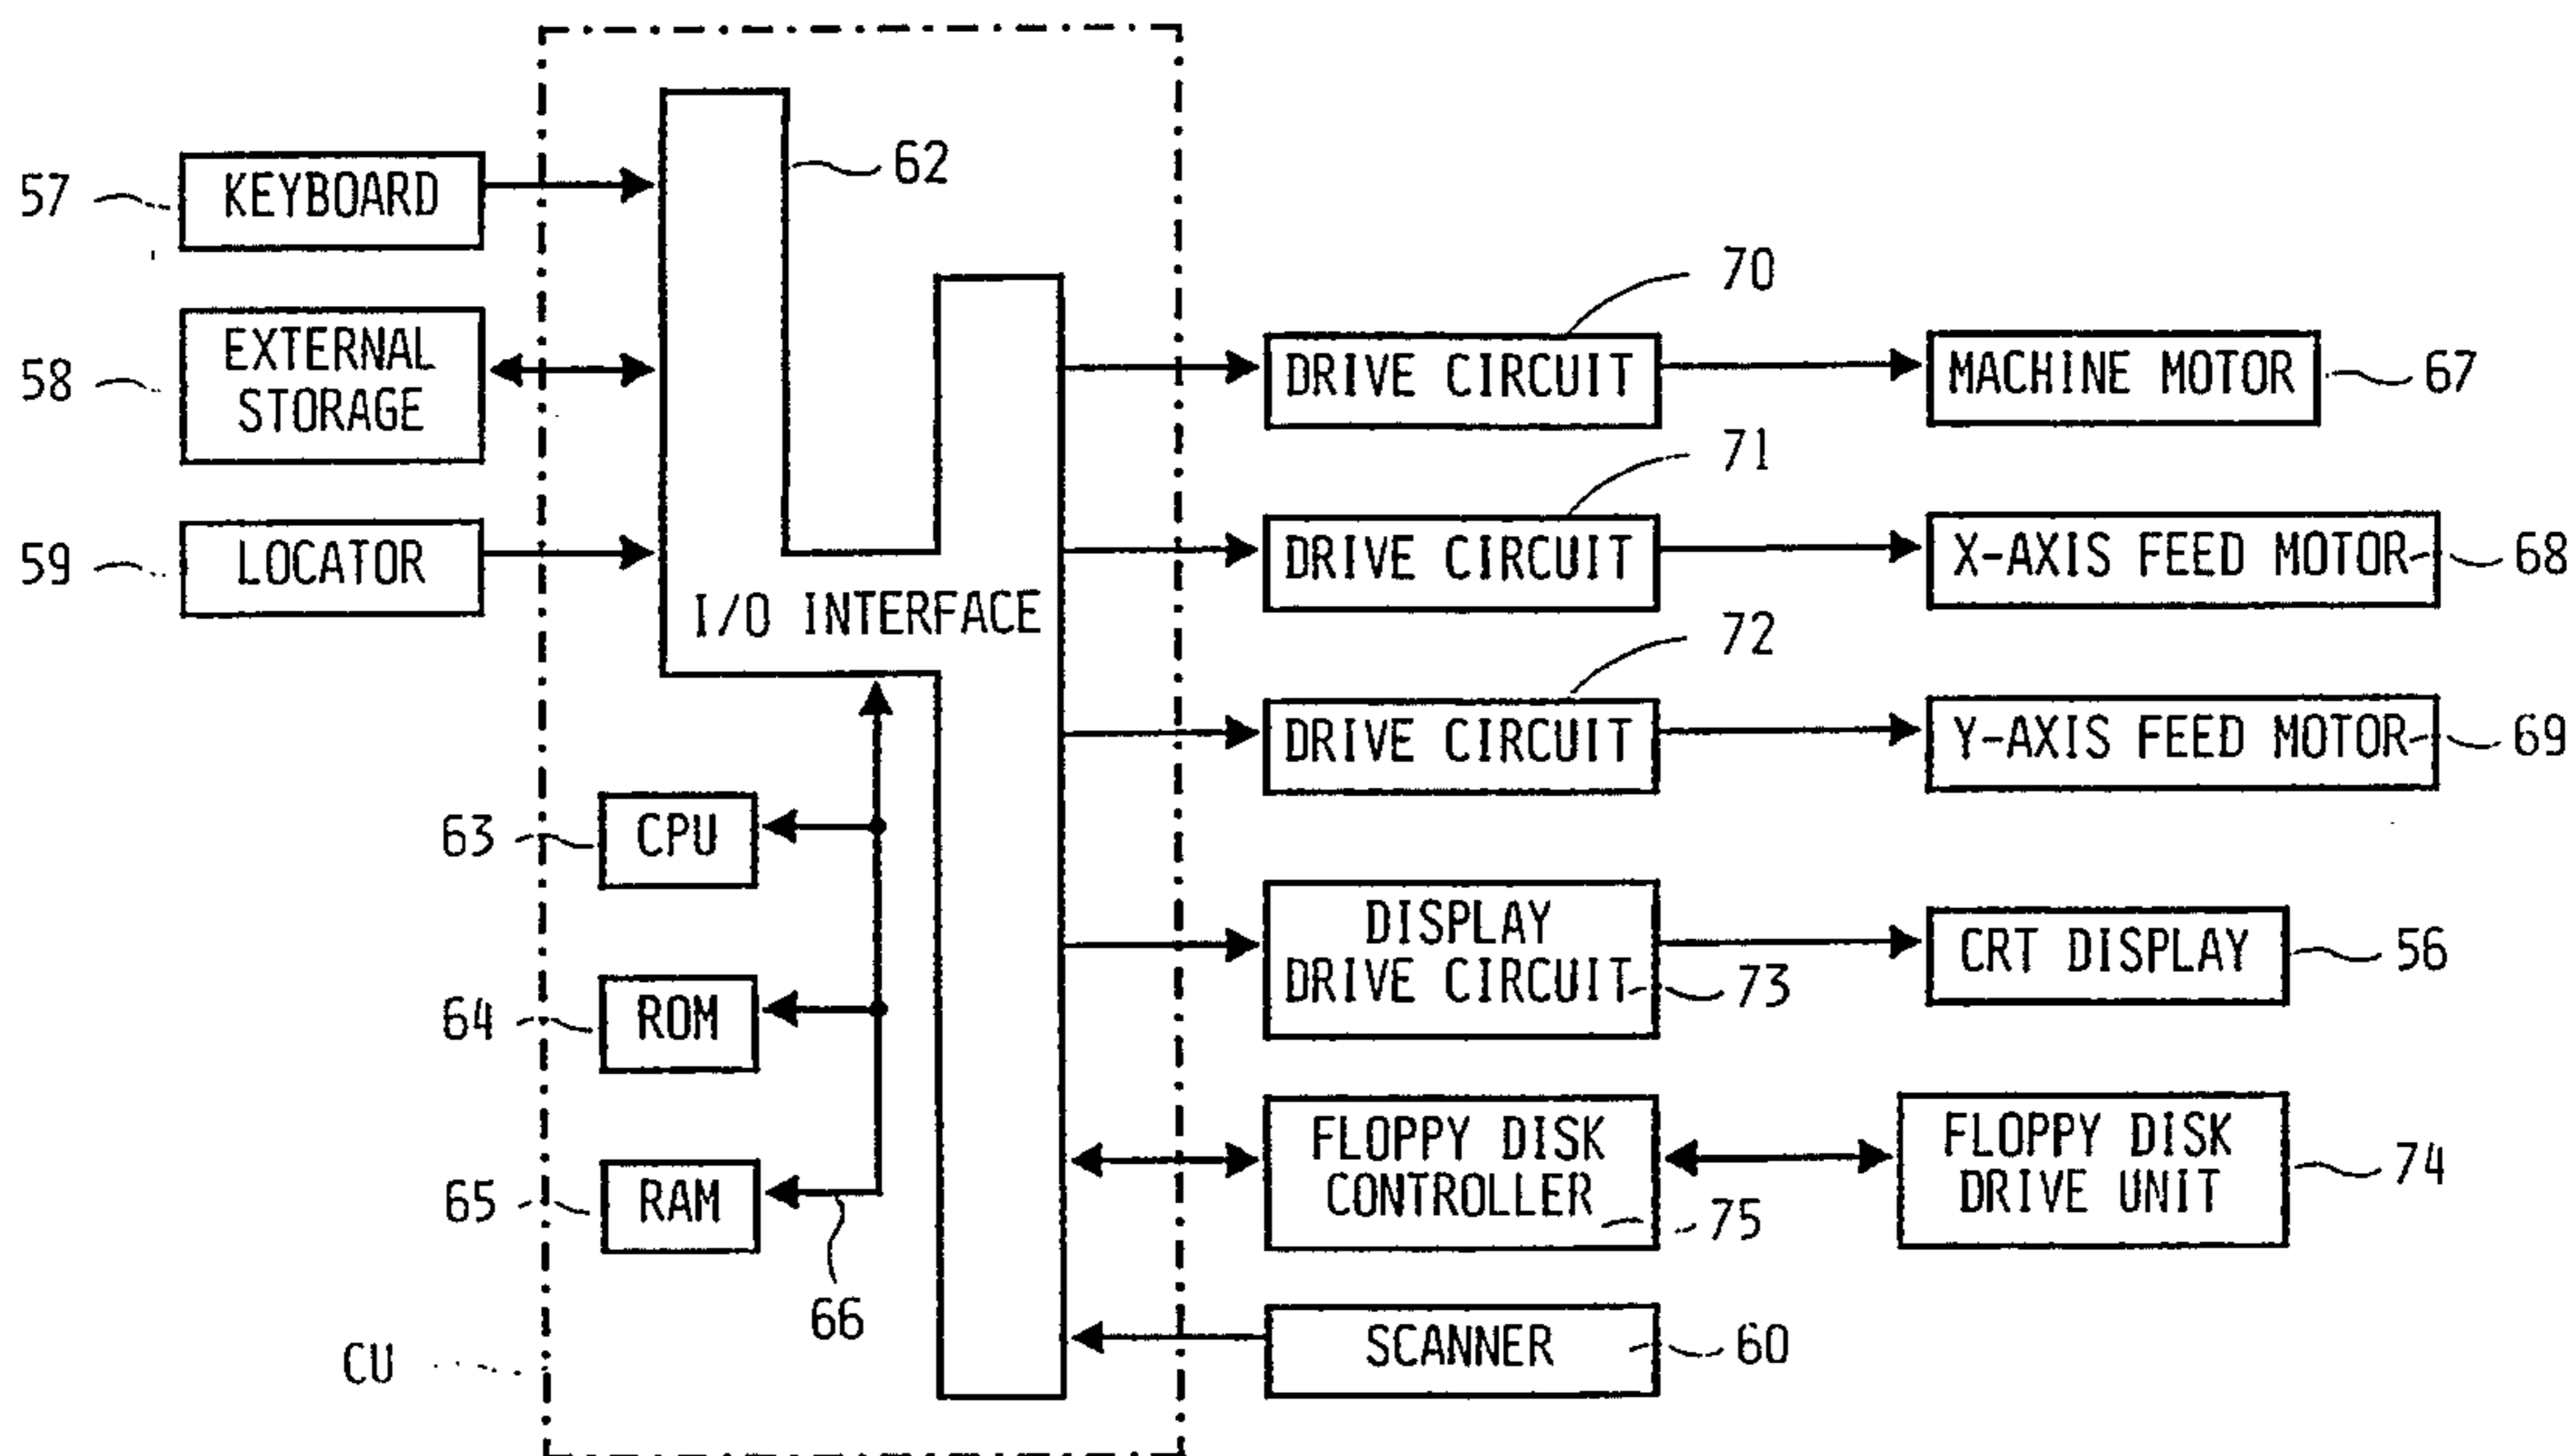 62
57
KEYBOARD
58
EXTERNAL
STORAGE
59
LOCATOR
I/O INTERFACE
70
DRIVE CIRCUIT
MACHINE MOTOR
67
71
DRIVE CIRCUIT
X-AXIS FEED MOTOR
68
72
DRIVE CIRCUIT
Y-AXIS FEED MOTOR
69
63
CPU
64
ROM
65
RAM
66
CU
DISPLAY
DRIVE CIRCUIT
73
CRT DISPLAY
56
FLOPPY DISK
CONTROLLER
75
FLOPPY DISK
DRIVE UNIT
74
SCANNER
60